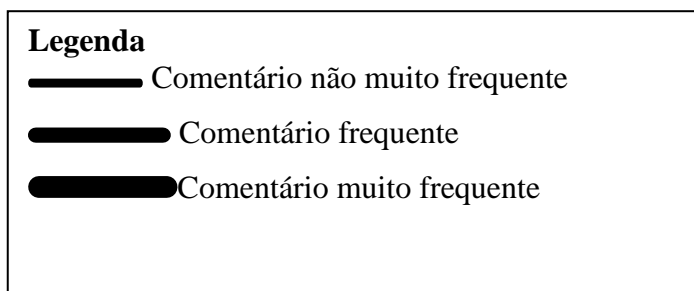 Legenda
Comentário não muito frequente
Comentário frequente
Comentário muito frequente